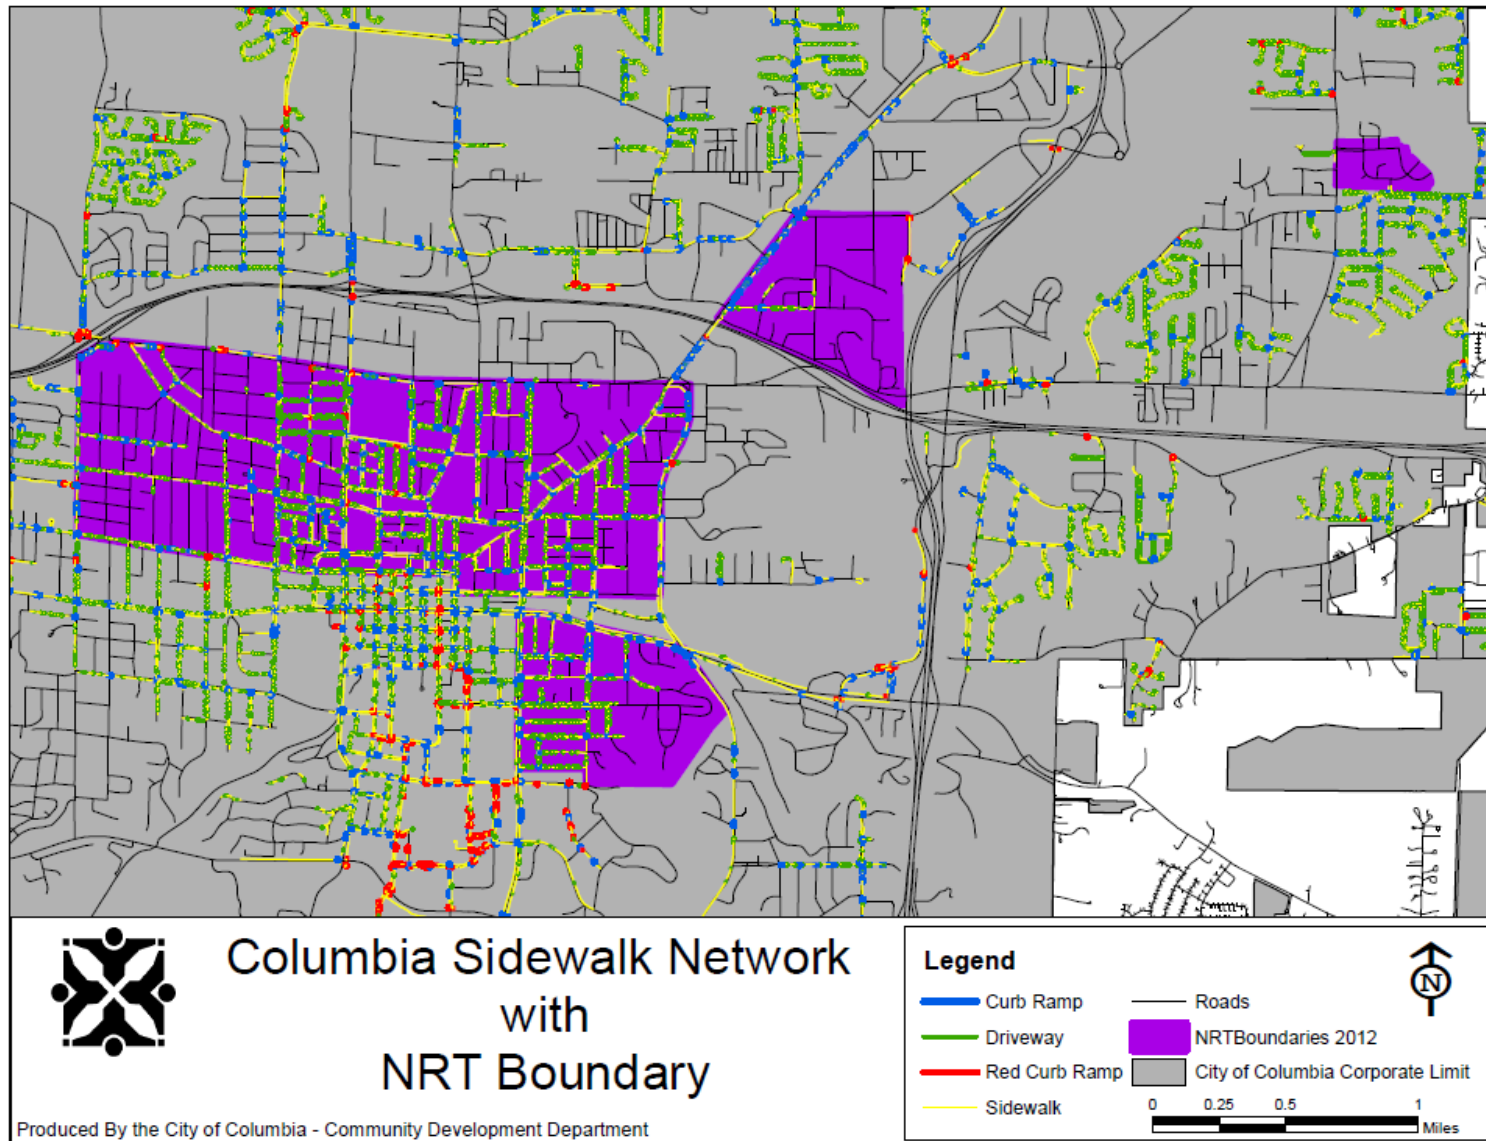 Columbia Sidewalk Network
with
NRT Boundary
Produced By the City of Columbia - Community Development Department
Legend
Curb Ramp
Driveway
Red Curb Ramp
Sidewalk
Roads
NRTBoundaries 2012
City of Columbia Corporate Limit
N
0 0.25 0.5 1
Miles